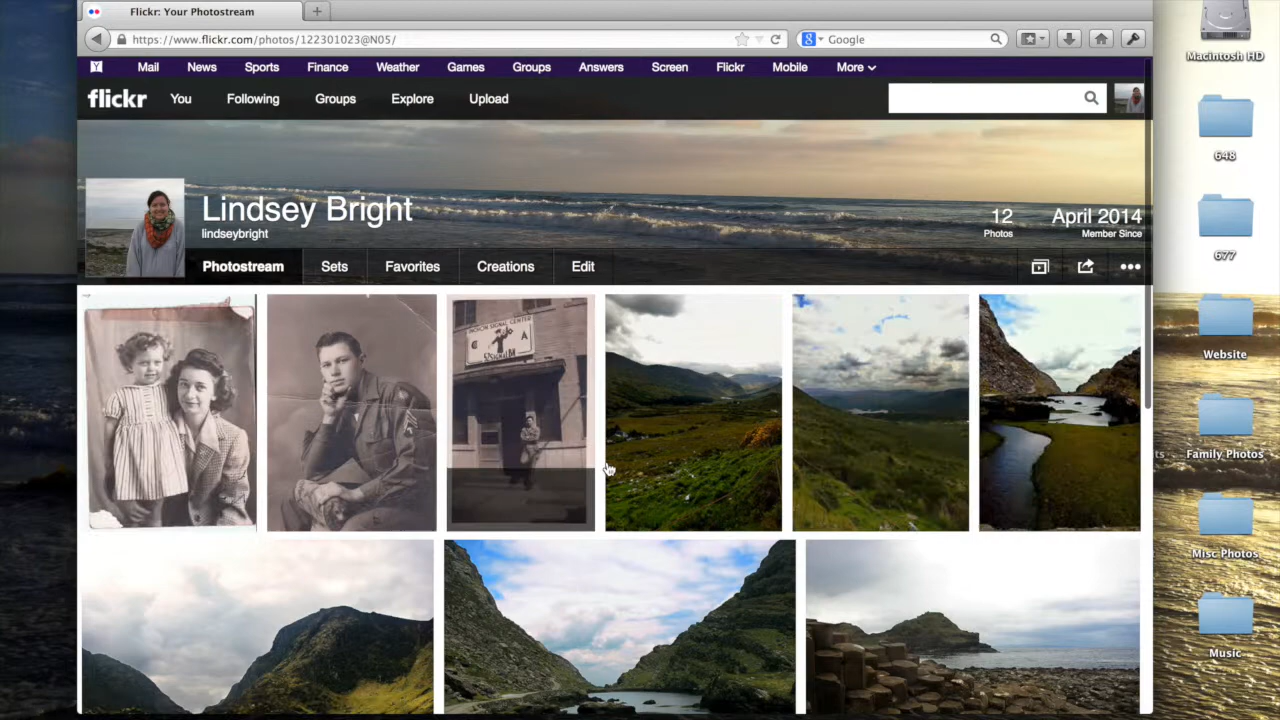 Flickr: Your Photostream
https://www.flickr.com/photos/122301023@N05/
Google
Y Mail News Sports Finance Weather Games Groups Answers Screen Flickr Mobile More
flickr You Following Groups Explore Upload
Lindsey Bright
lindseybright
12 Photos
April 2014 Member Since
Photostream Sets Favorites Creations Edit
SIGNAL CENTER
C A
Macintosh HD
648
677
Website
Family Photos
Misc Photos
Music